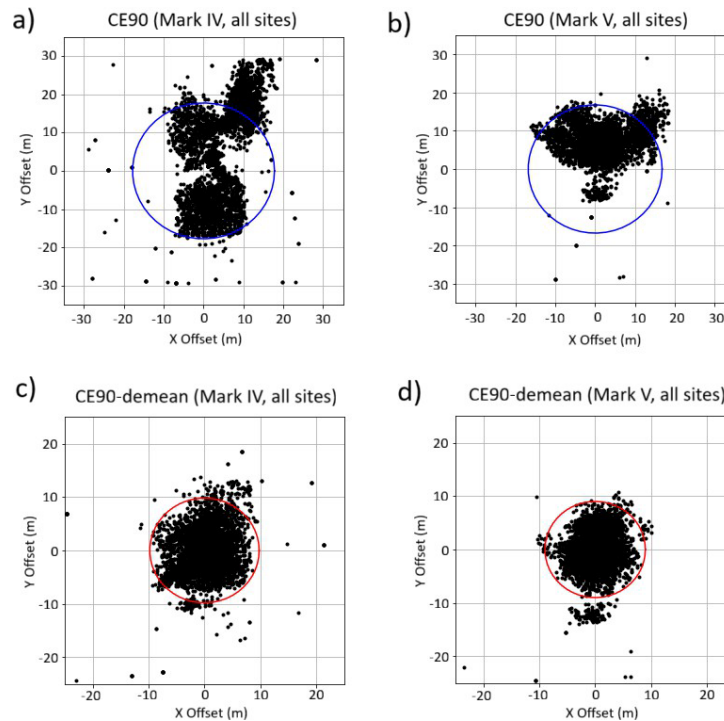 a) CE90 (Mark IV, all sites)
30
20
10
0
-10
-20
-30
Y Offset (m)
-30 -20 -10 0 10 20 30
X Offset (m)
b) CE90 (Mark V, all sites)
30
20
10
0
-10
-20
-30
Y Offset (m)
-30 -20 -10 0 10 20 30
X Offset (m)
c) CE90-demean (Mark IV, all sites)
20
10
0
-10
-20
Y Offset (m)
-20 -10 0 10 20
X Offset (m)
d) CE90-demean (Mark V, all sites)
20
10
0
-10
-20
Y Offset (m)
-20 -10 0 10 20
X Offset (m)